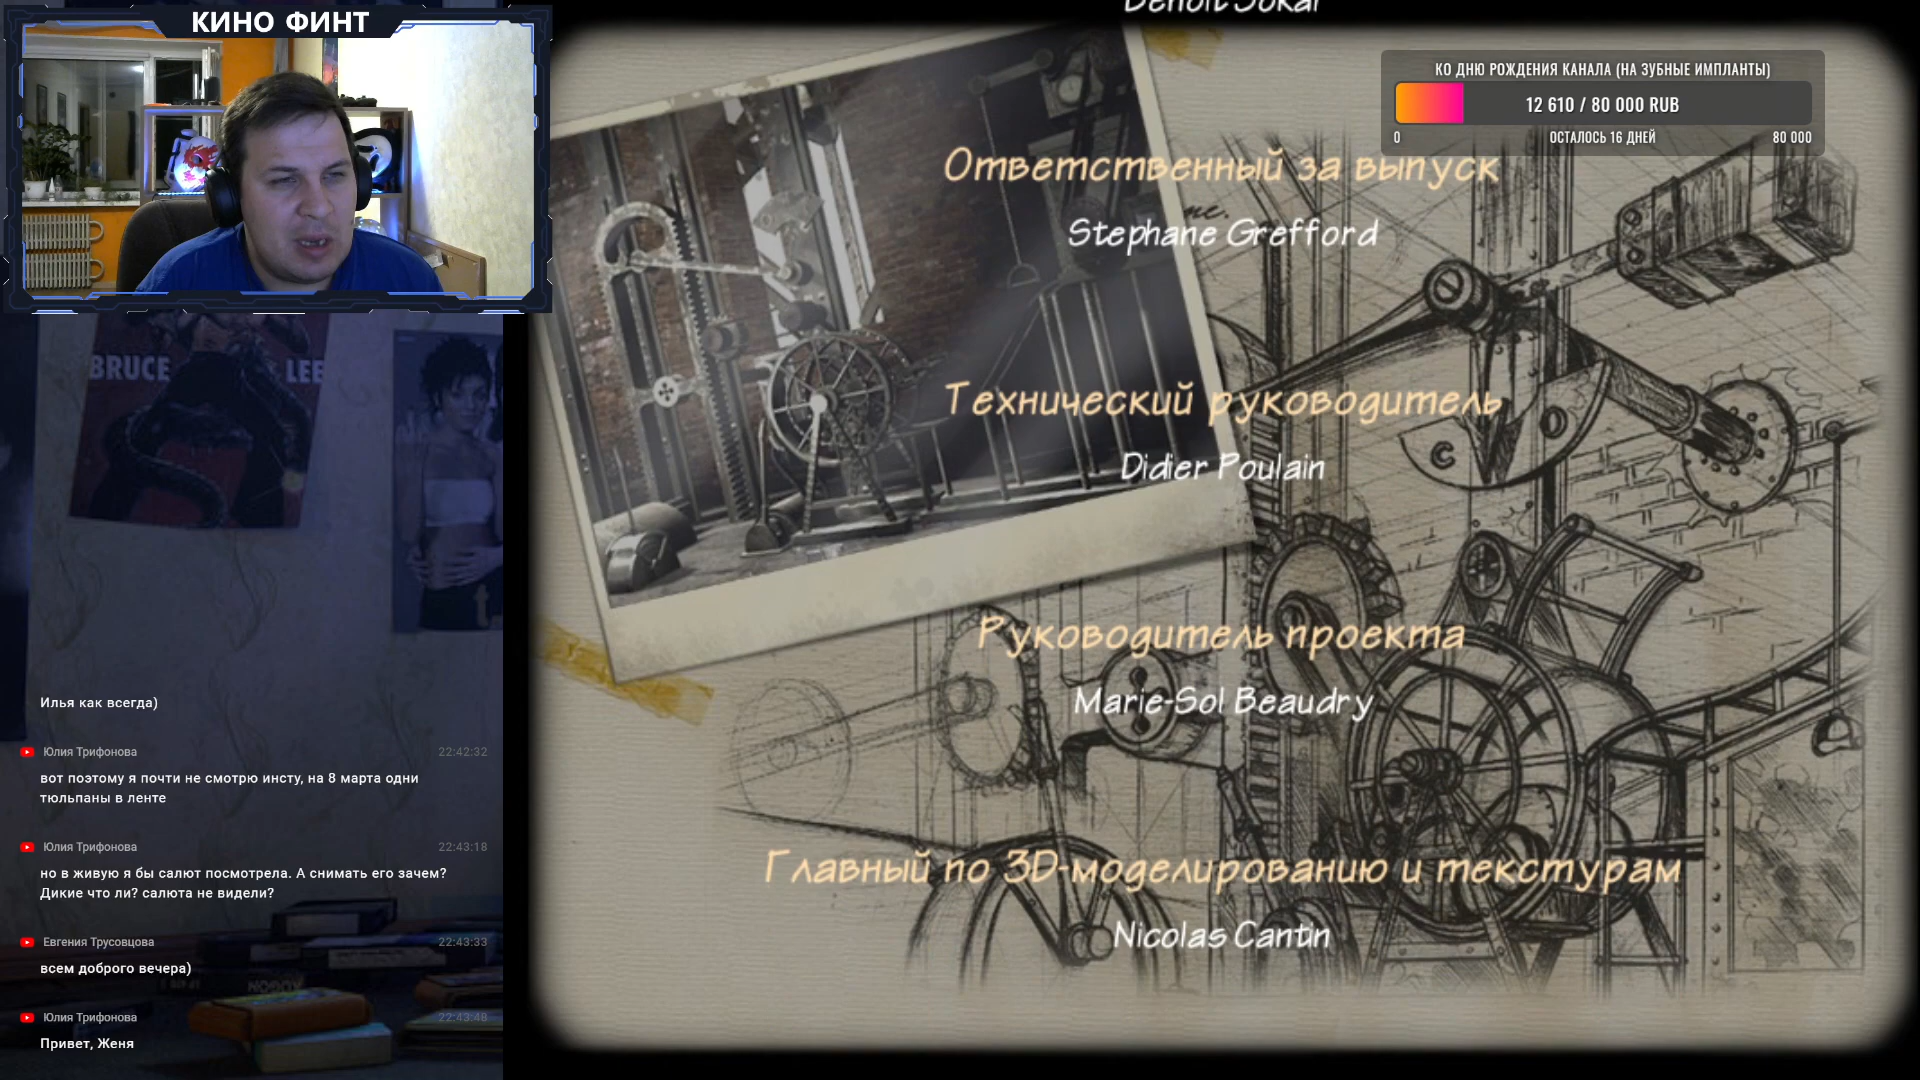 КИНО ФИНТ
Benoit Sokal
КО ДНЮ РОЖДЕНИЯ КАНАЛА (НА ЗУБНЫЕ ИМПЛАНТЫ)
12 610 / 80 000 RUB
0
ОСТАЛОСЬ 16 ДНЕЙ
80 000
Ответственный за выпуск
Stephane Grefford
Технический руководитель
Didier Poulain
Руководитель проекта
Marie-Sol Beaudry
Главный по 3D-моделированию и текстурам
Nicolas Cantin
C
BRUCE LEE
Илья как всегда)
Юлия Трифонова 22:42:32
вот поэтому я почти не смотрю инсту, на 8 марта одни
тюльпаны в ленте
Юлия Трифонова 22:43:18
но в живую я бы салют посмотрела. А снимать его зачем?
Дикие что ли? салюта не видели?
Евгения Трусовцова 22:43:33
всем доброго вечера)
Юлия Трифонова 22:43:48
Привет, Женя